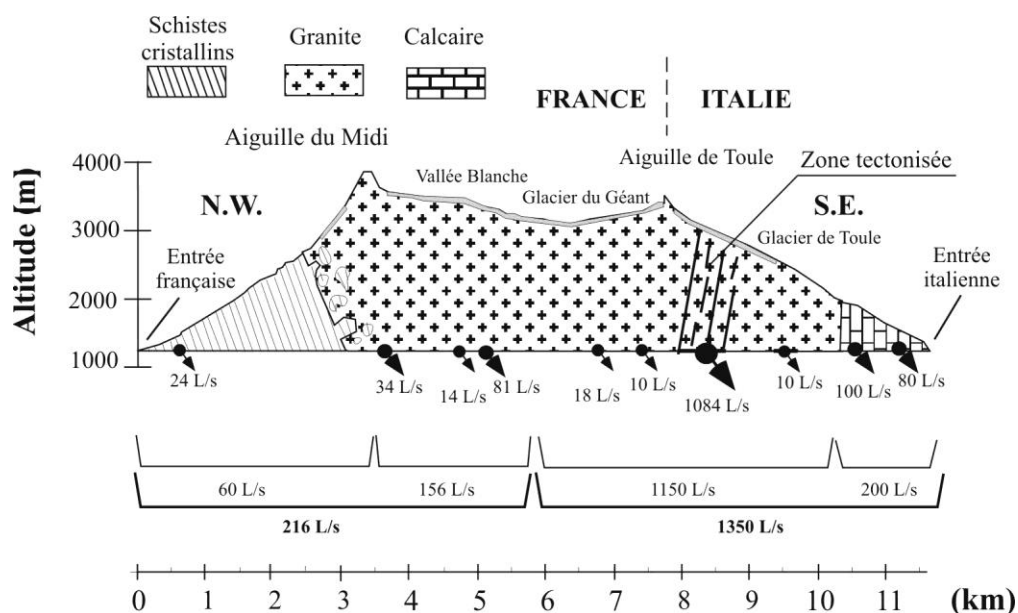 Schistes
cristallins
Granite
Calcaire
FRANCE
ITALIE
Aiguille du Midi
Aiguille de Toule
Zone tectonisée
Altitude (m)
4000
3000
2000
1000
N.W.
S.E.
Vallée Blanche
Glacier du Géant
Glacier de Toule
Entrée
française
Entrée
italienne
24 L/s
34 L/s
14 L/s
81 L/s
18 L/s
10 L/s
1084 L/s
10 L/s
100 L/s
80 L/s
60 L/s
156 L/s
1150 L/s
200 L/s
216 L/s
1350 L/s
0 1 2 3 4 5 6 7 8 9 10 11 (km)